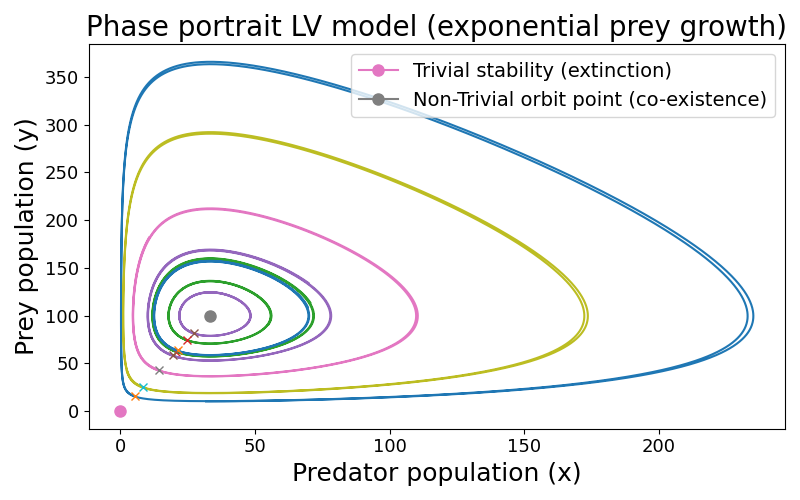 Phase portrait LV model (exponential prey growth)
Trivial stability (extinction)
Non-Trivial orbit point (co-existence)
Prey population (y)
350
300
250
200
150
100
50
0
0
50
100
150
200
Predator population (x)